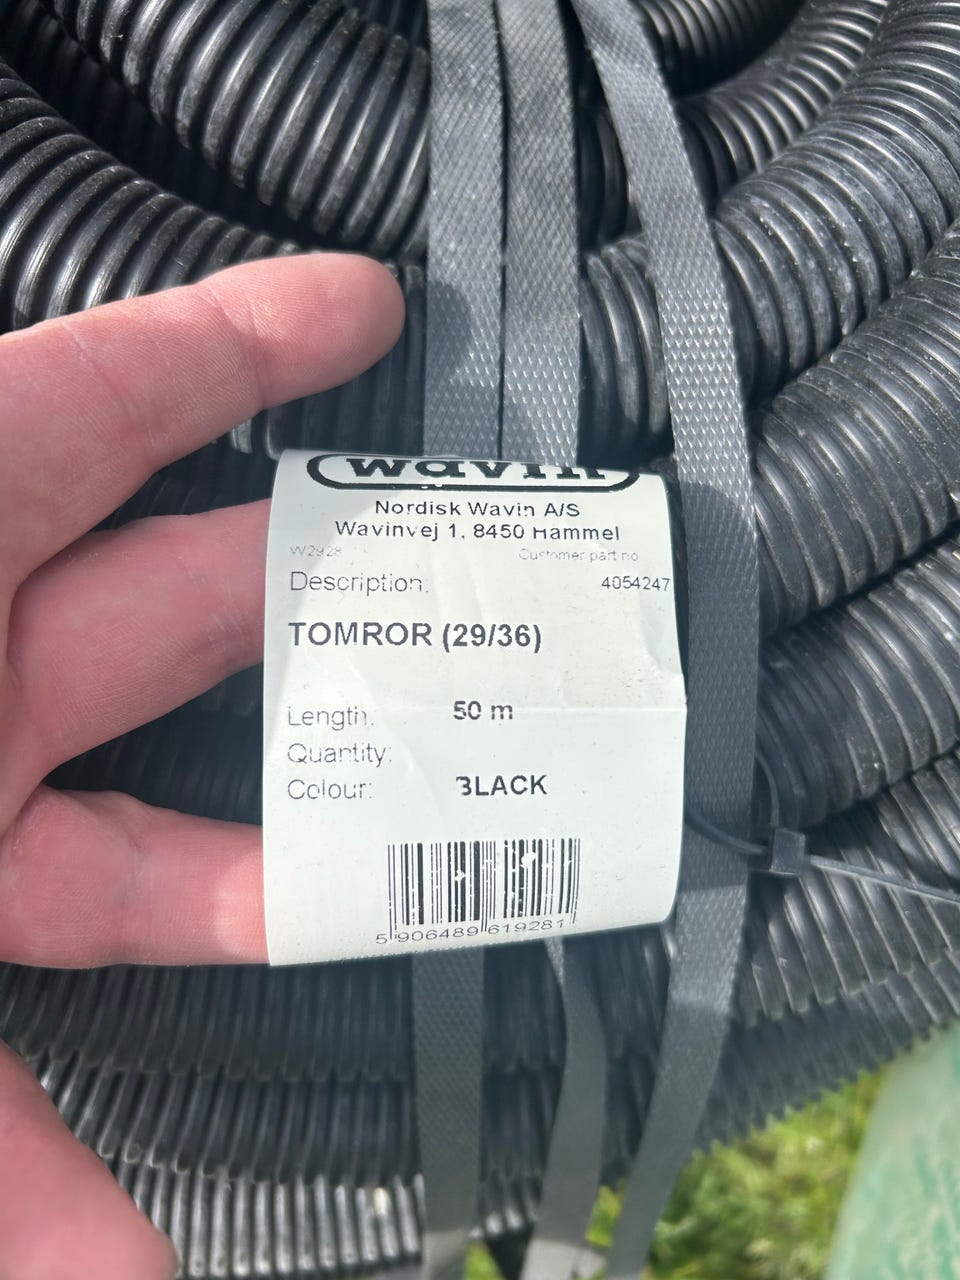 wavin
Nordisk Wavin A/S
Wavinvej 1, 8450 Hammel
W2928 Customer part no
Description: 4054247
TOMROR (29/36)
Length: 50 m
Quantity:
Colour: BLACK
5 906489 619281